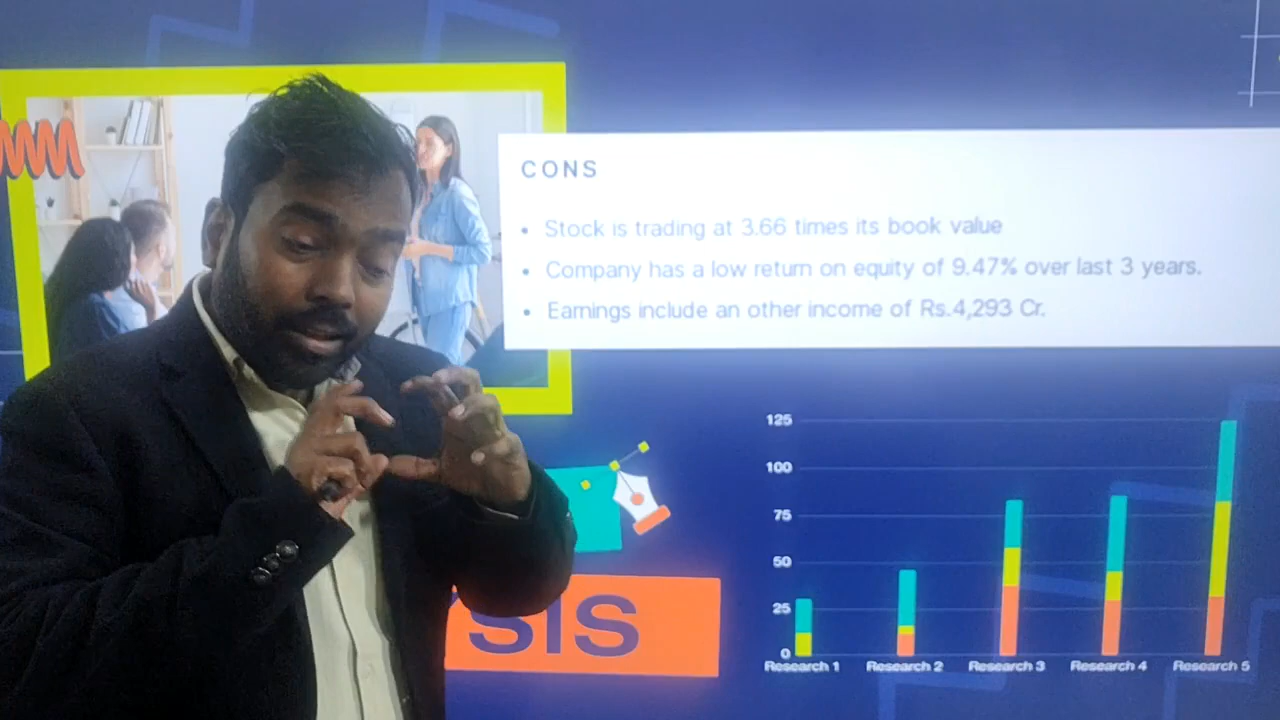 CONS
• Stock is trading at 3.66 times its book value
• Company has a low return on equity of 9.47% over last 3 years.
• Earnings include an other income of Rs.4,293 Cr.
125
100
75
50
25
0
Research 1 Research 2 Research 3 Research 4 Research 5
SIS